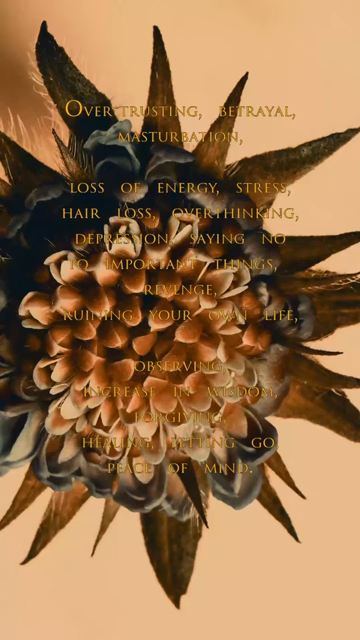 Over trusting, betrayal,
masturbation,
loss of energy, stress,
hair loss, overthinking,
depression, saying no
to important things,
revenge,
ruining your own life,
observing,
increase in wisdom,
forgiving,
healing, letting go
peace of mind.